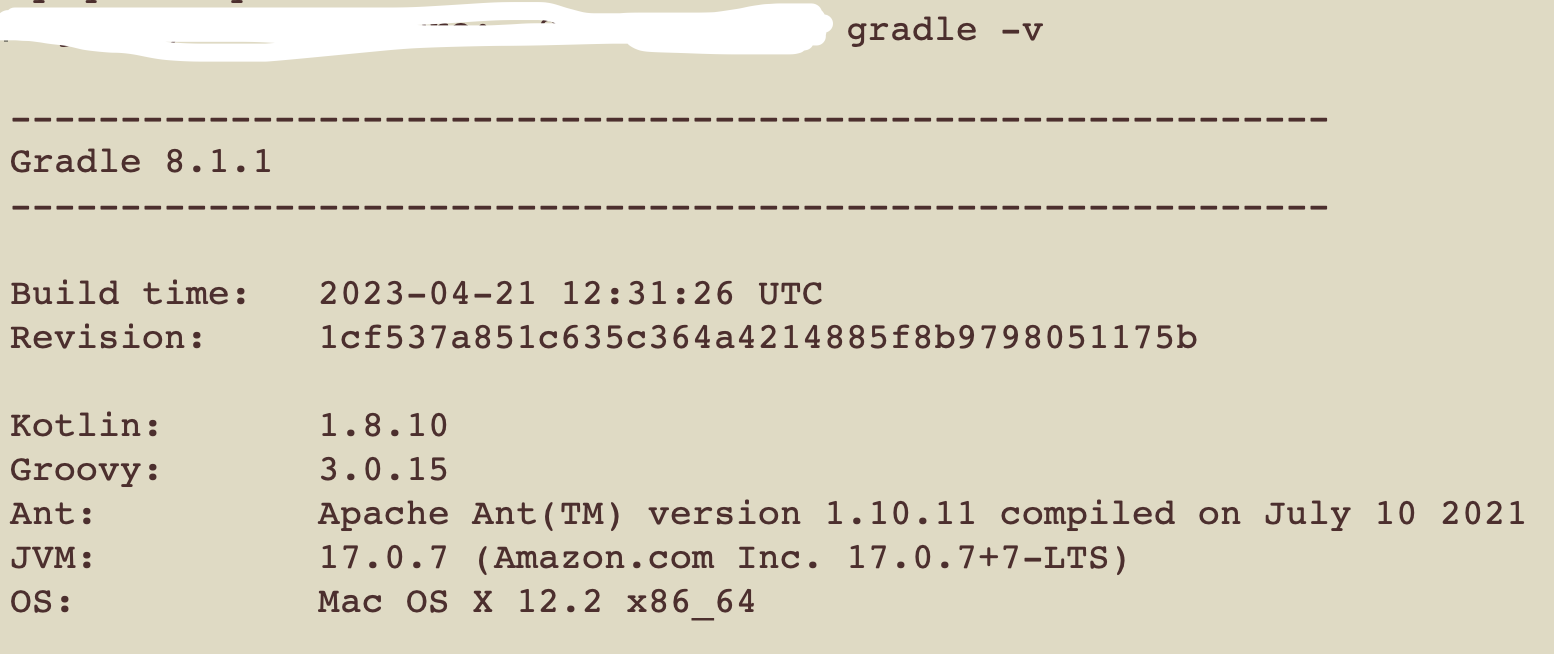 gradle -v
------------------------------------------------------------
Gradle 8.1.1
------------------------------------------------------------
Build time: 2023-04-21 12:31:26 UTC
Revision: 1cf537a851c635c364a4214885f8b9798051175b
Kotlin: 1.8.10
Groovy: 3.0.15
Ant: Apache Ant(TM) version 1.10.11 compiled on July 10 2021
JVM: 17.0.7 (Amazon.com Inc. 17.0.7+7-LTS)
OS: Mac OS X 12.2 x86_64